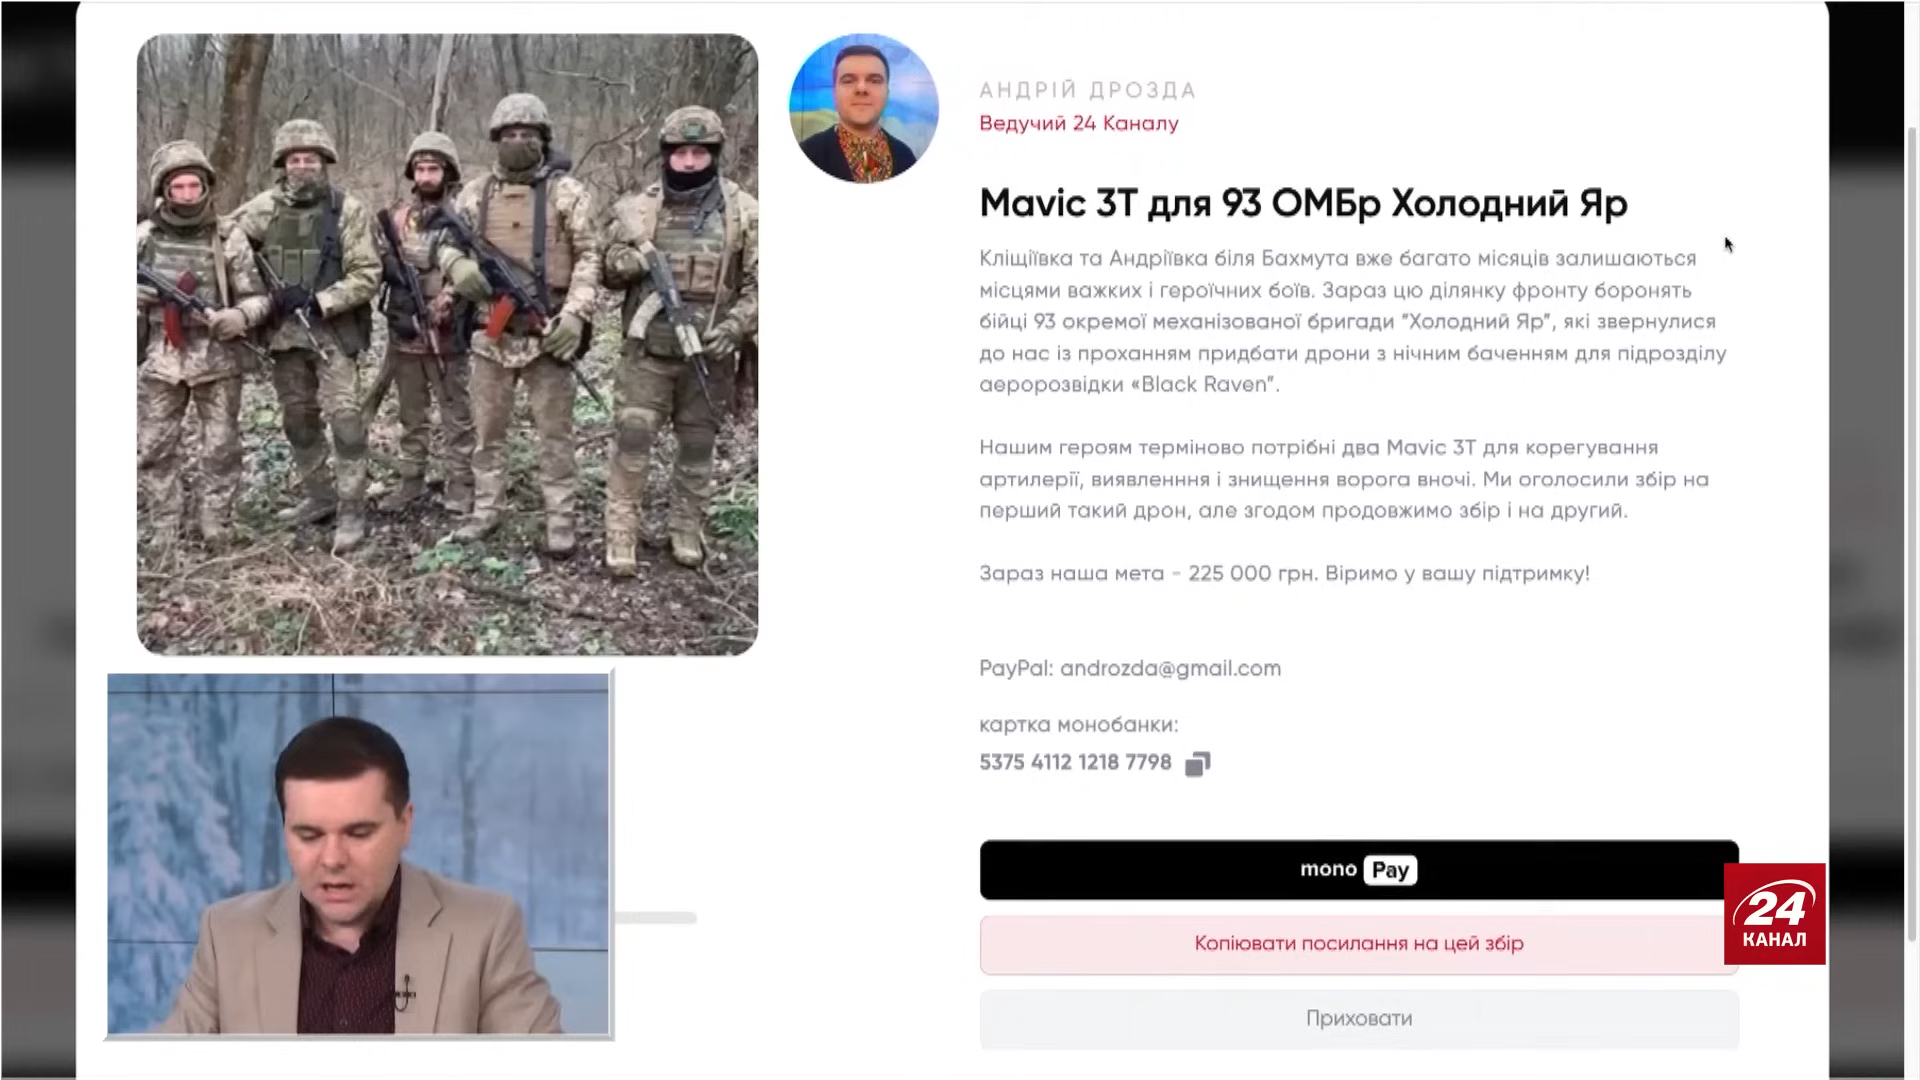 АНДРІЙ ДРОЗДА
Ведучий 24 Каналу
Mavic 3T для 93 ОМБр Холодний Яр
Кліщіївка та Андріївка біля Бахмута вже багато місяців залишаються
місцями важких і героїчних боїв. Зараз цю ділянку фронту боронять
бійці 93 окремої механізованої бригади "Холодний Яр", які звернулися
до нас із проханням придбати дрони з нічним баченням для підрозділу
аеророзвідки «Black Raven".
Нашим героям терміново потрібні два Mavic 3T для корегування
артилерії, виявленння і знищення ворога вночі. Ми оголосили збір на
перший такий дрон, але згодом продовжимо збір і на другий.
Зараз наша мета - 225 000 грн. Віримо у вашу підтримку!
PayPal: androzda@gmail.com
картка монобанки:
5375 4112 1218 7798
mono Pay
Копіювати посилання на цей збір
24
КАНАЛ
Приховати